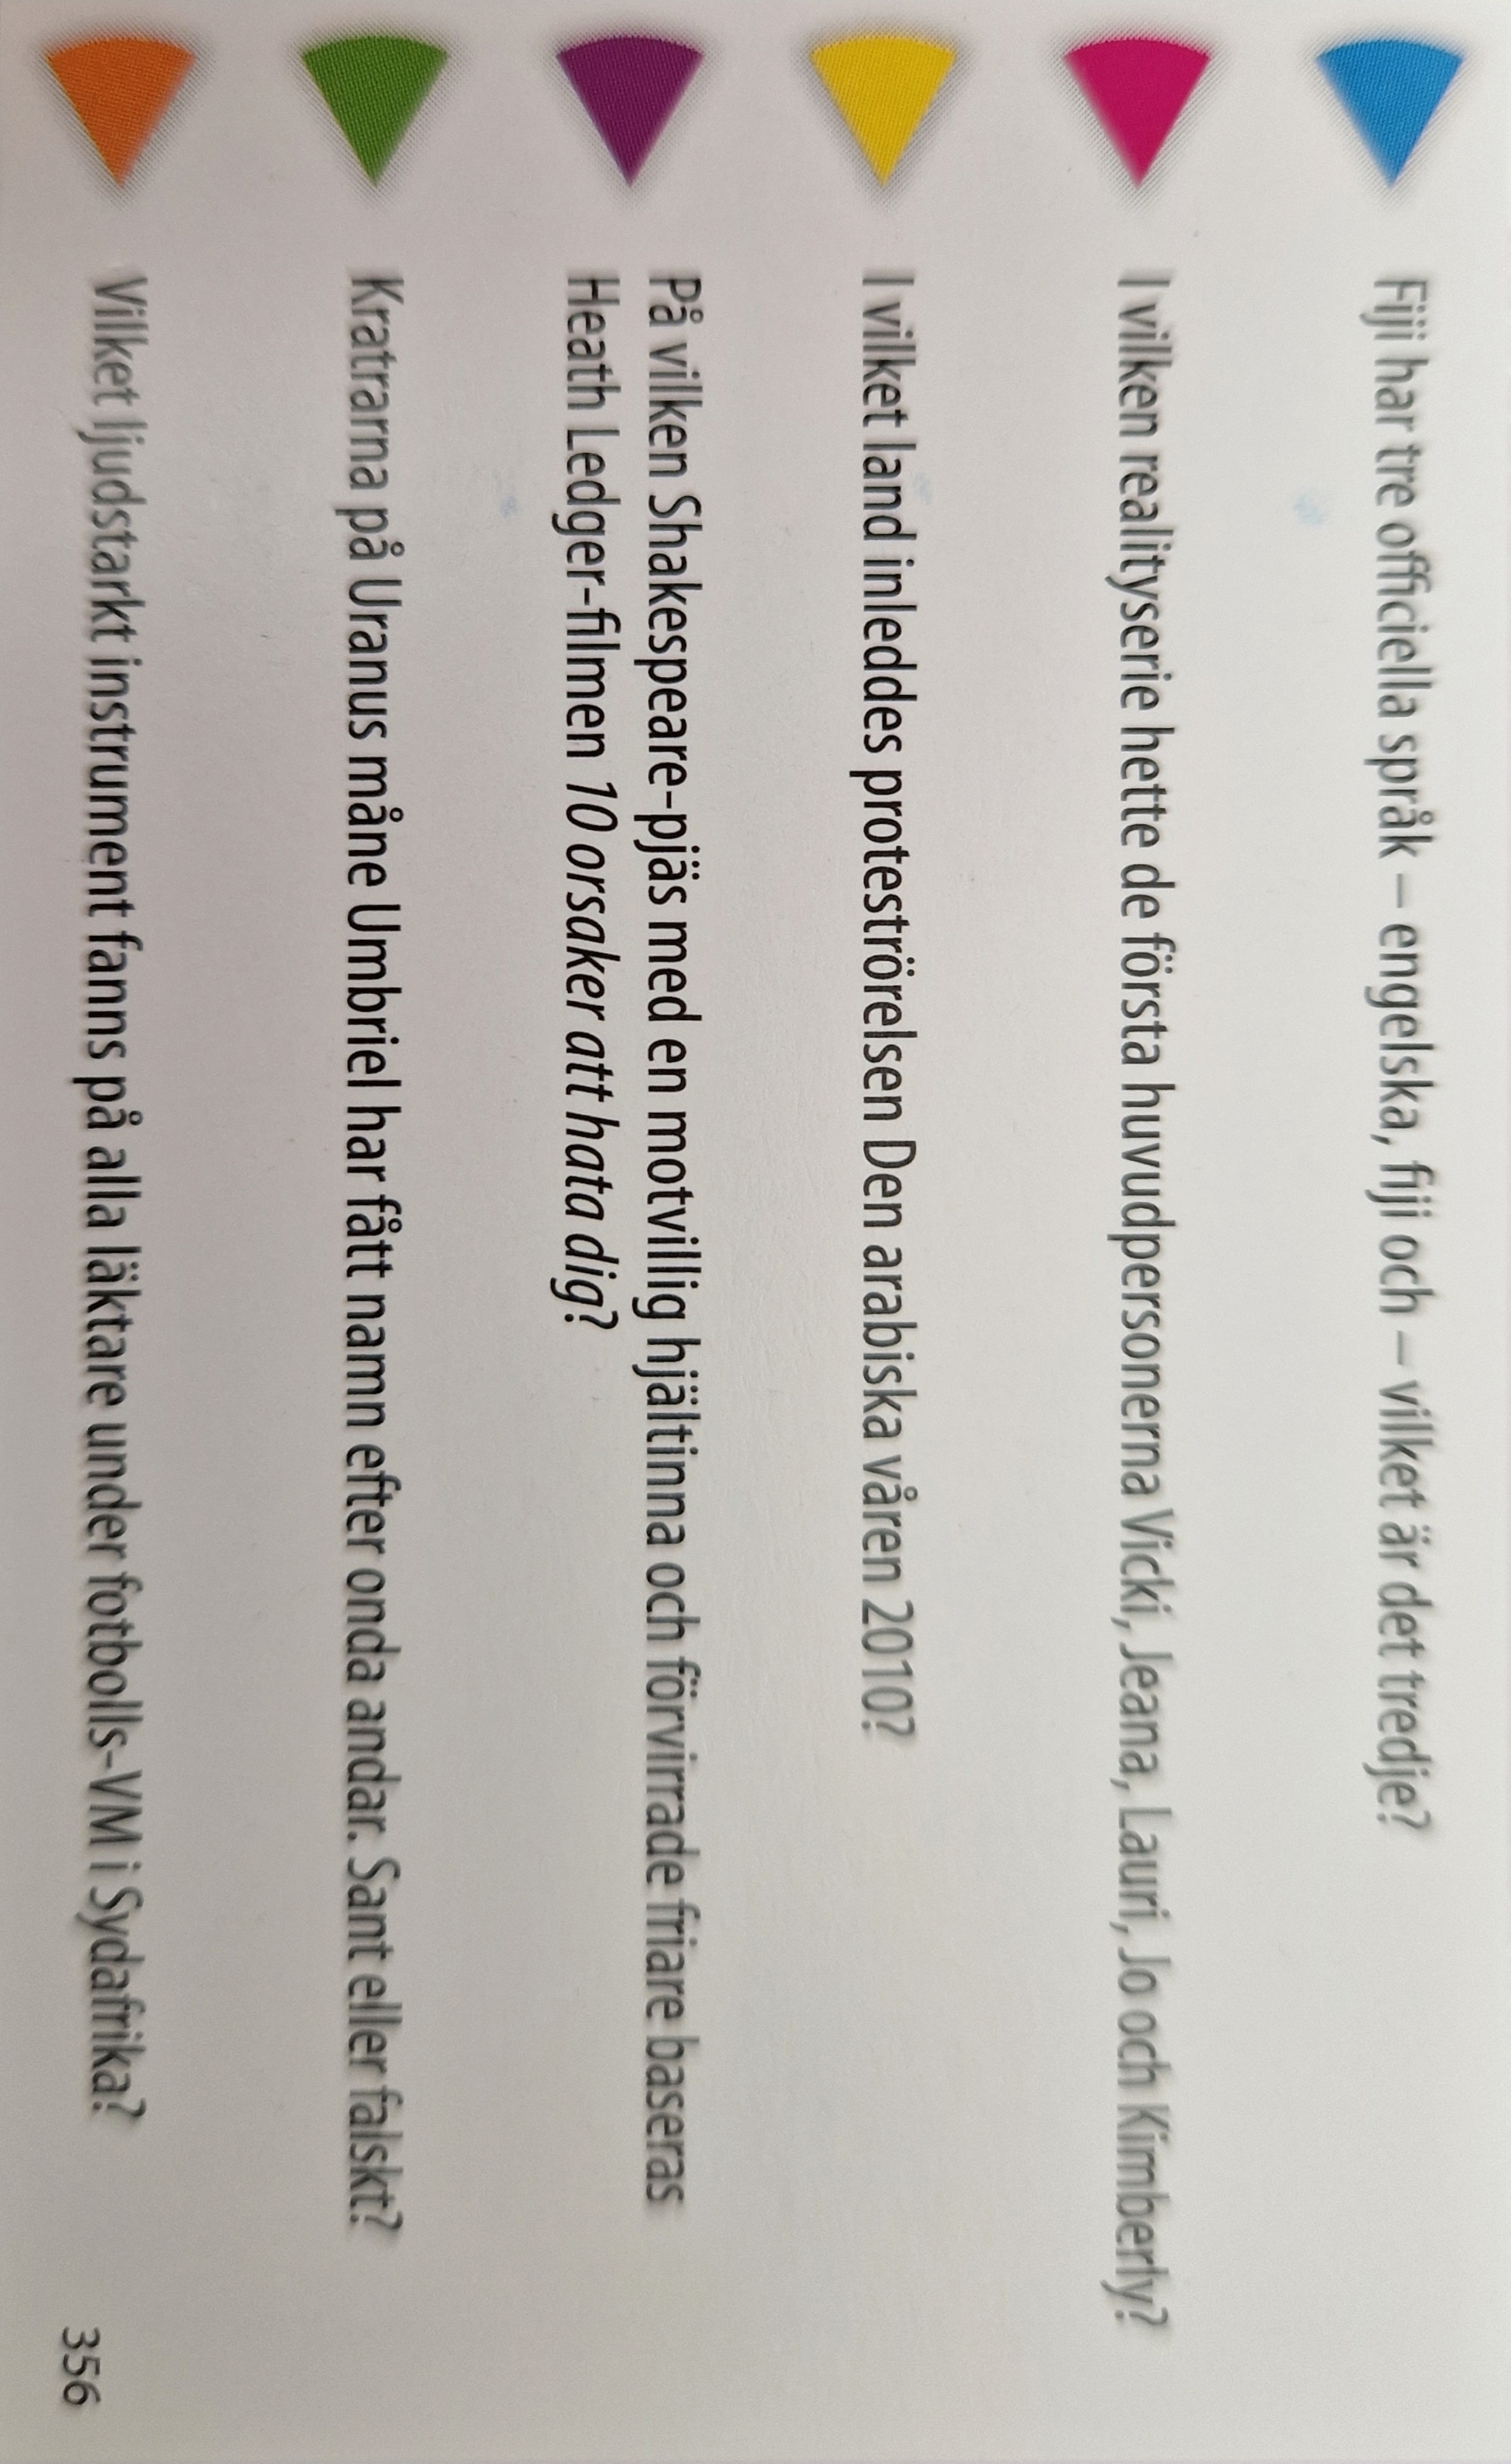 Fiji har tre officiella språk – engelska, fiji och – vilket är det tredje?
I vilken realityserie hette de första huvudpersonerna Vicki, Jeana, Lauri, Jo och Kimberly?
I vilket land inleddes proteströrelsen Den arabiska våren 2010?
På vilken Shakespeare-pjäs med en motvillig hjältinna och förvirrade friare baseras
Heath Ledger-filmen 10 orsaker att hata dig?
Kratrarna på Uranus måne Umbriel har fått namn efter onda andar. Sant eller falskt?
Vilket ljudstarkt instrument fanns på alla läktare under fotbolls-VM i Sydafrika?
356